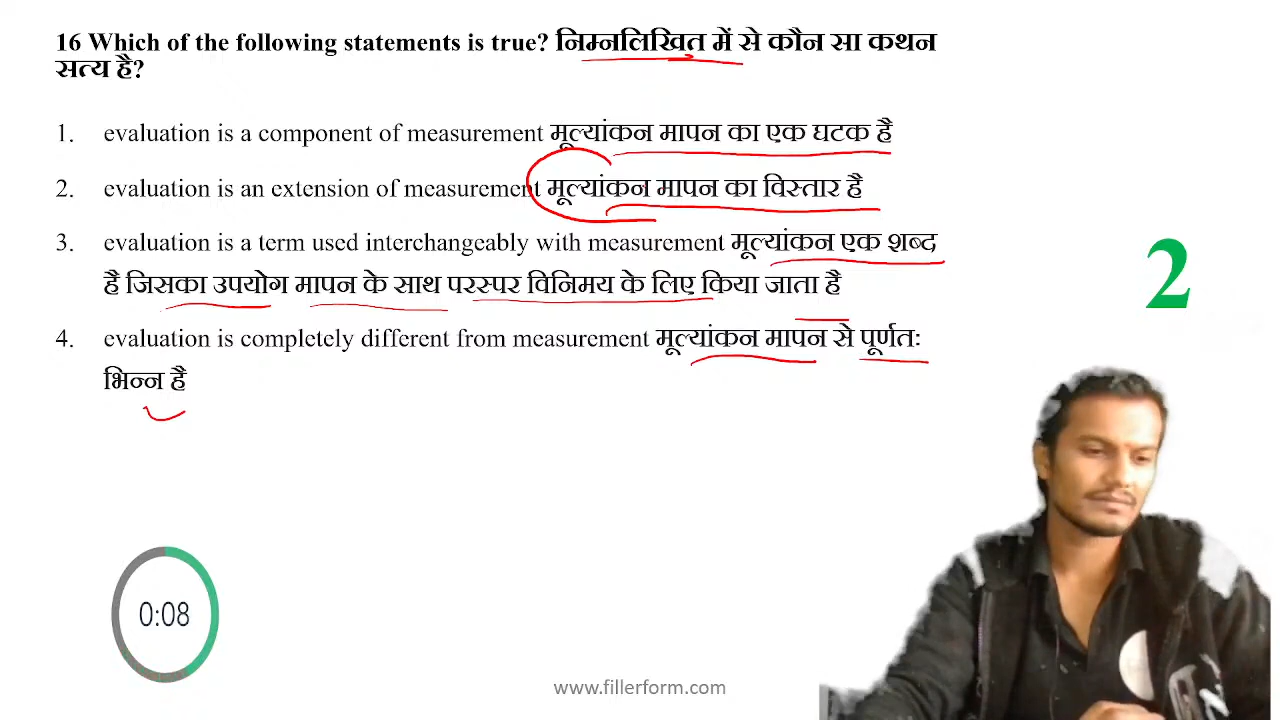 16 Which of the following statements is true? निम्नलिखित में से कौन सा कथन
सत्य है?
1. evaluation is a component of measurement मूल्यांकन मापन का एक घटक है
2. evaluation is an extension of measurement मूल्यांकन मापन का विस्तार है
3. evaluation is a term used interchangeably with measurement मूल्यांकन एक शब्द
है जिसका उपयोग मापन के साथ परस्पर विनिमय के लिए किया जाता है
4. evaluation is completely different from measurement मूल्यांकन मापन से पूर्णतः
भिन्न है
2
0:08
www.fillerform.com